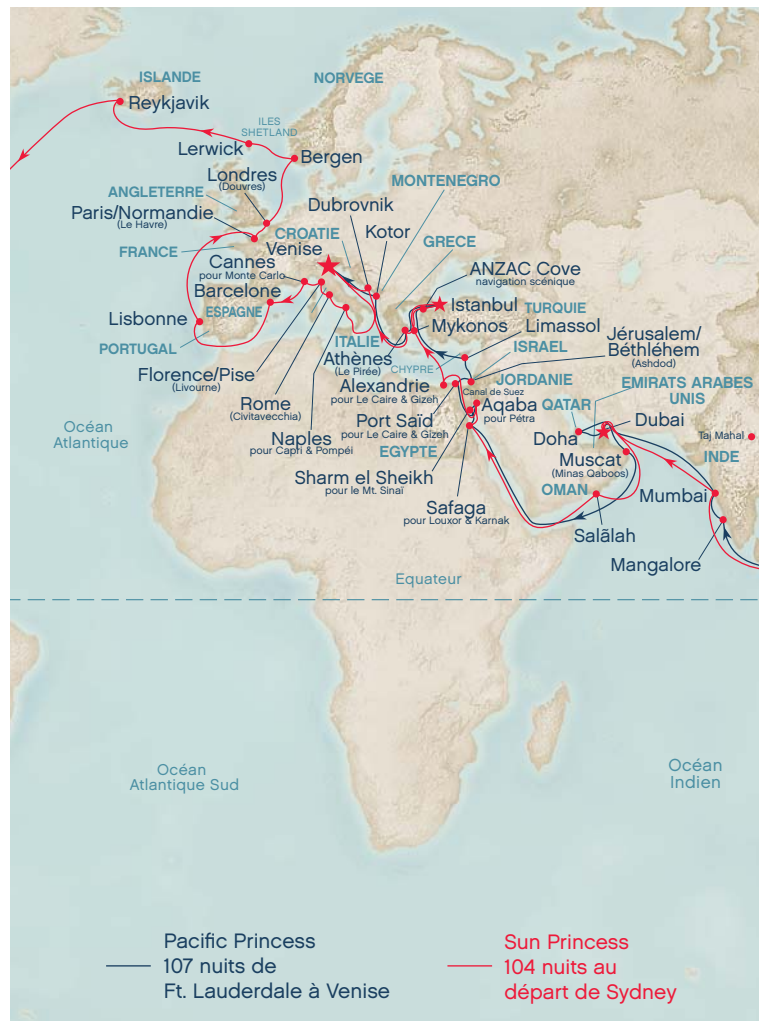 ISLANDE
NORVEGE
Reykjavik
ILES
SHETLAND
Lerwick
Bergen
Londres
(Douvres)
MONTENEGRO
ANGLETERRE
Dubrovnik
Paris/Normandie
(Le Havre)
Kotor
CROATIE
GRECE
FRANCE
Venise
Cannes
pour Monte Carlo
ANZAC Cove
navigation scénique
Barcelone
Istanbul
ESPAGNE
TURQUIE
Lisbonne
Mykonos
Limassol
PORTUGAL
ITALIE
ISRAEL
Jérusalem/
Béthléhem
(Ashdod)
Athènes
(Le Pirée)
CHYPRE
Florence/Pise
(Livourne)
JORDANIE
EMIRATS ARABES
UNIS
Alexandrie
pour Le Caire & Gizeh
Canal de Suez
Rome
(Civitavecchia)
Aqaba
pour Pétra
QATAR
Dubai
Port Saïd
pour Le Caire & Gizeh
Océan
Atlantique
Naples
pour Capri & Pompéi
EGYPTE
Doha
Taj Mahal
Muscat
(Minas Qaboos)
INDE
Sharm el Sheikh
pour le Mt. Sinaï
OMAN
Mumbai
Safaga
pour Louxor & Karnak
Salãlah
Mangalore
Equateur
Océan
Atlantique Sud
Océan
Indien
Pacific Princess
107 nuits de
Ft. Lauderdale à Venise
Sun Princess
104 nuits au
départ de Sydney